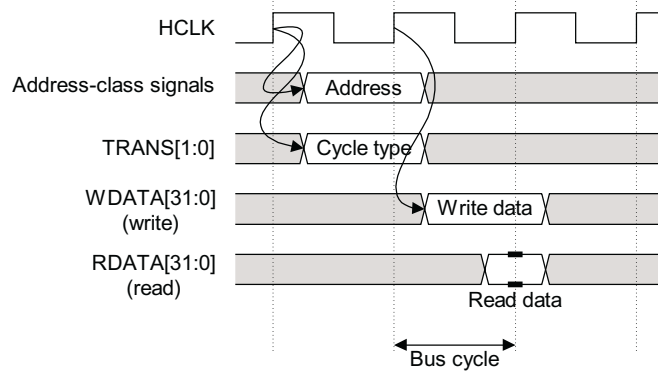 HCLK
Address-class signals
Address
TRANS[1:0]
Cycle type
WDATA[31:0]
(write)
Write data
RDATA[31:0]
(read)
Read data
Bus cycle